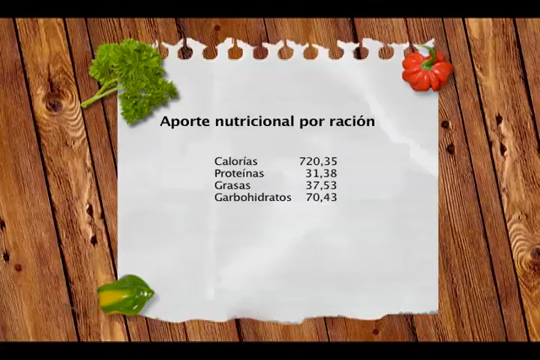 Aporte nutricional por ración
Calorías 720,35
Proteínas 31,38
Grasas 37,53
Garbohidratos 70,43